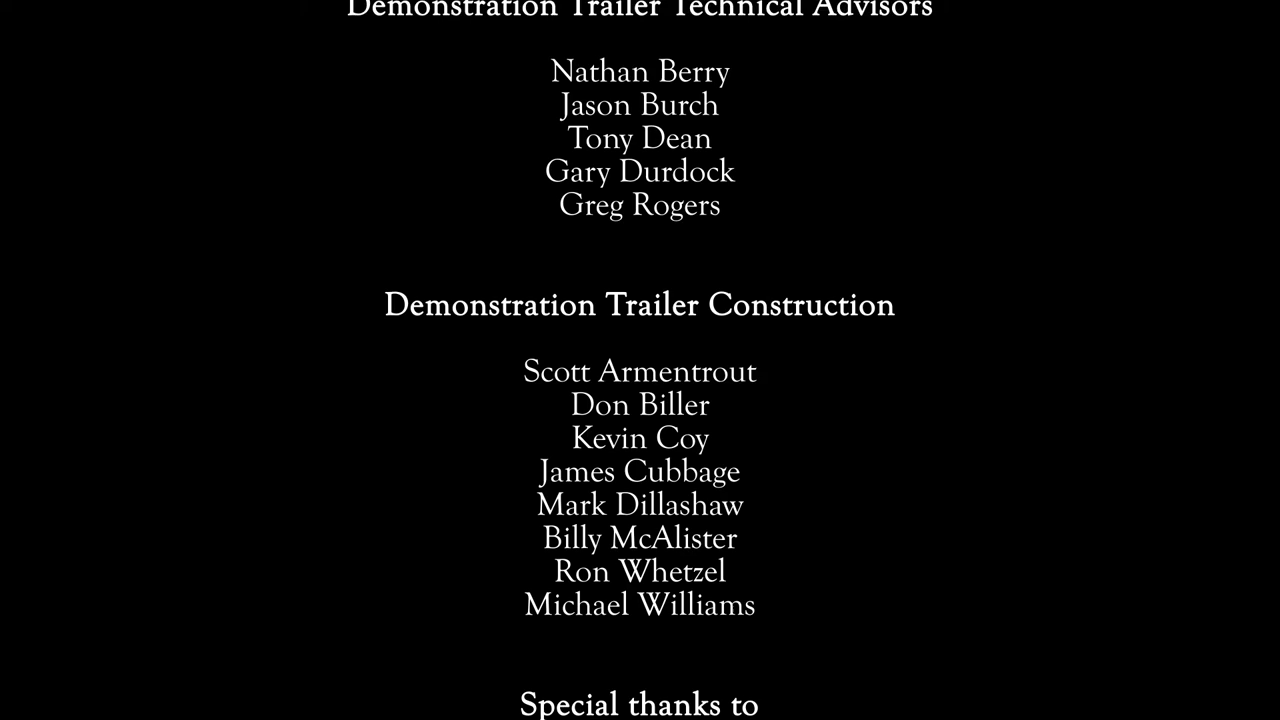 Demonstration Trailer Technical Advisors
Nathan Berry
Jason Burch
Tony Dean
Gary Durdock
Greg Rogers
Demonstration Trailer Construction
Scott Armentrout
Don Biller
Kevin Coy
James Cubbage
Mark Dillashaw
Billy McAlister
Ron Whetzel
Michael Williams
Special thanks to